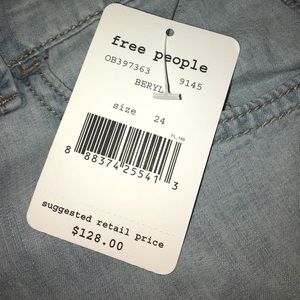 free people
OB397363 9145
BERYL
size 24
8 88374 25541 3
suggested retail price
$128.00